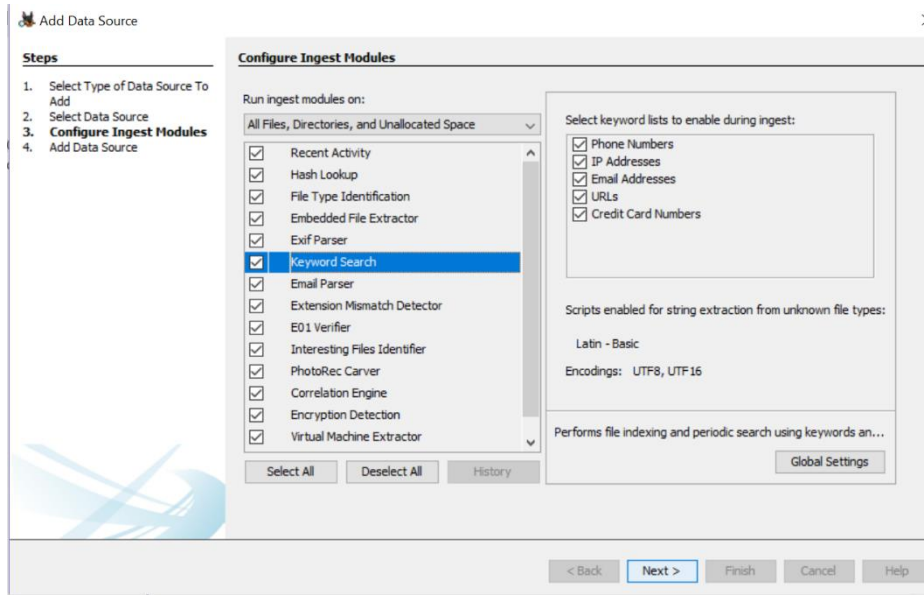 Add Data Source
Steps
1. Select Type of Data Source To
Add
2. Select Data Source
3. Configure Ingest Modules
4. Add Data Source
Configure Ingest Modules
Run ingest modules on:
All Files, Directories, and Unallocated Space
Recent Activity
Hash Lookup
File Type Identification
Embedded File Extractor
Exif Parser
Keyword Search
Email Parser
Extension Mismatch Detector
E01 Verifier
Interesting Files Identifier
PhotoRec Carver
Correlation Engine
Encryption Detection
Virtual Machine Extractor
Select All Deselect All History
Select keyword lists to enable during ingest:
Phone Numbers
IP Addresses
Email Addresses
URLs
Credit Card Numbers
Scripts enabled for string extraction from unknown file types:
Latin - Basic
Encodings: UTF8, UTF16
Performs file indexing and periodic search using keywords an...
Global Settings
< Back Next > Finish Cancel Help